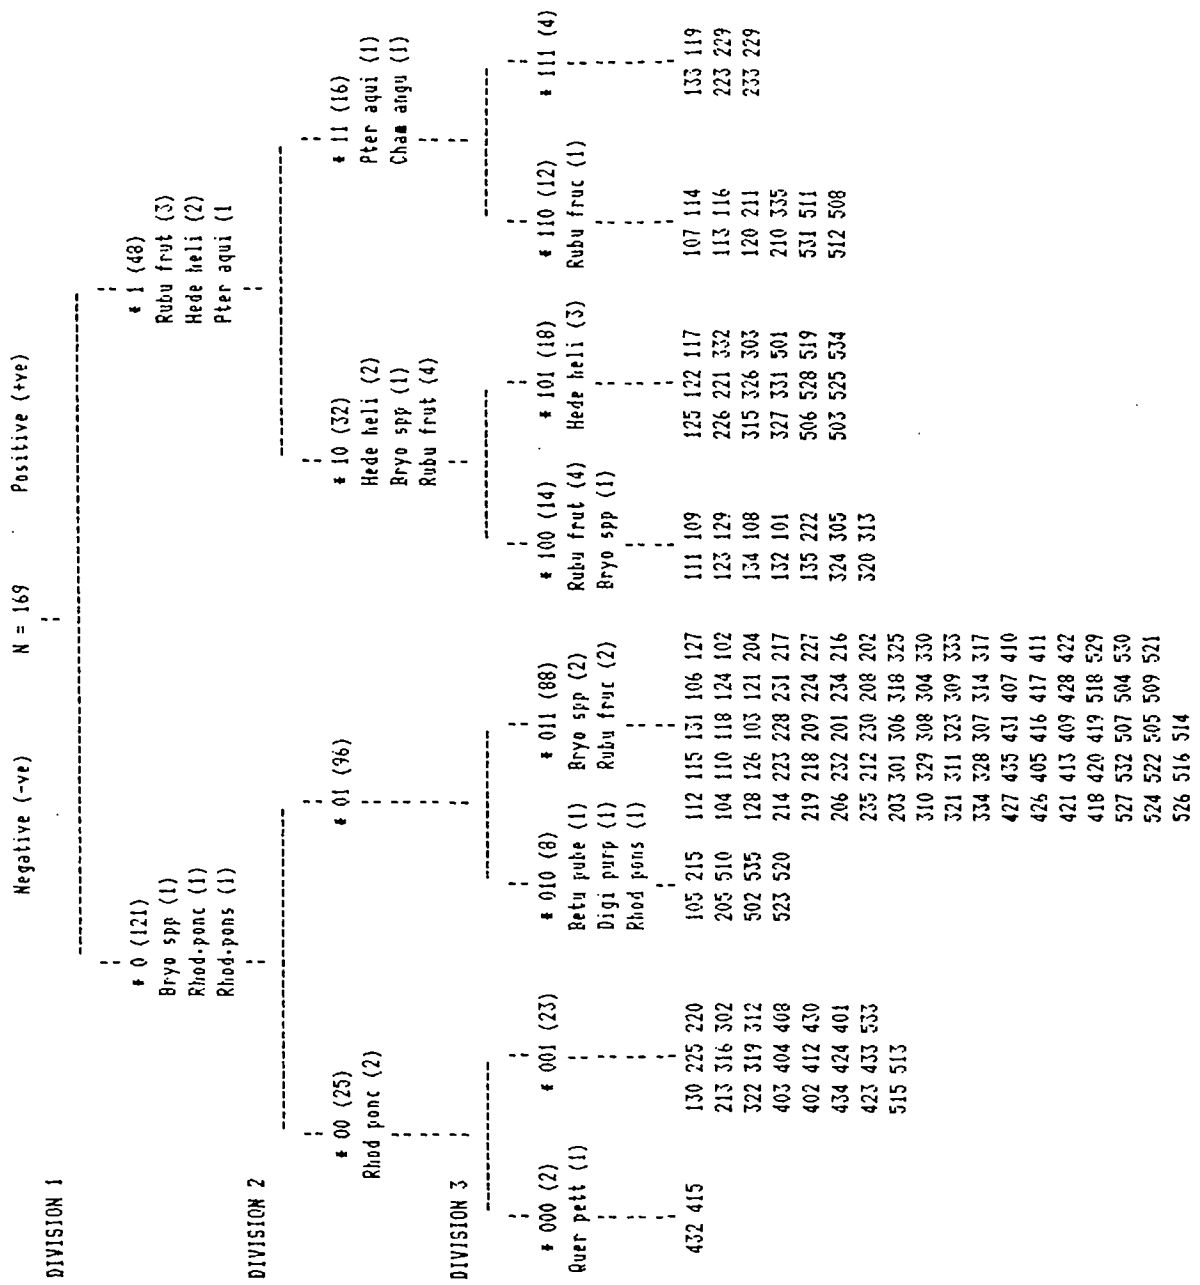 Negative (-ve) N = 169 Positive (+ve)
DIVISION 1
* 0 (121)
Bryo spp (1)
Rhod.ponc (1)
Rhod.pons (1)
* 1 (48)
Rubu frut (3)
Hede heli (2)
Pter aqui (1
DIVISION 2
* 00 (25)
Rhod ponc (2)
* 01 (96)
* 10 (32)
Hede heli (2)
Bryo spp (1)
Rubu frut (4)
* 11 (16)
Pter aqui (1)
Cham angu (1)
DIVISION 3
* 000 (2)
Quer pett (1)
432 415
* 001 (23)
130 225 220
213 316 302
322 319 312
403 404 408
402 412 430
434 424 401
423 433 533
515 513
* 010 (8)
Betu pube (1)
Digi purp (1)
Rhod pons (1)
105 215
205 510
502 535
523 520
* 011 (88)
Bryo spp (2)
Rubu fruc (2)
112 115 131 106 127
104 110 118 124 102
128 126 103 121 204
214 223 228 231 217
219 218 209 224 227
206 232 201 234 216
235 212 230 208 202
203 301 306 318 325
310 329 308 304 330
321 311 323 309 333
334 328 307 314 317
427 435 431 407 410
426 405 416 417 411
421 413 409 428 422
418 420 419 518 529
527 532 507 504 530
524 522 505 509 521
526 516 514
* 100 (14)
Rubu frut (4)
Bryo spp (1)
111 109
123 129
134 108
132 101
135 222
324 305
320 313
* 101 (18)
Hede heli (3)
125 122 117
226 221 332
315 326 303
327 331 501
506 528 519
503 525 534
* 110 (12)
Rubu fruc (1)
107 114
113 116
120 211
210 335
531 511
512 508
* 111 (4)
133 119
223 229
233 229